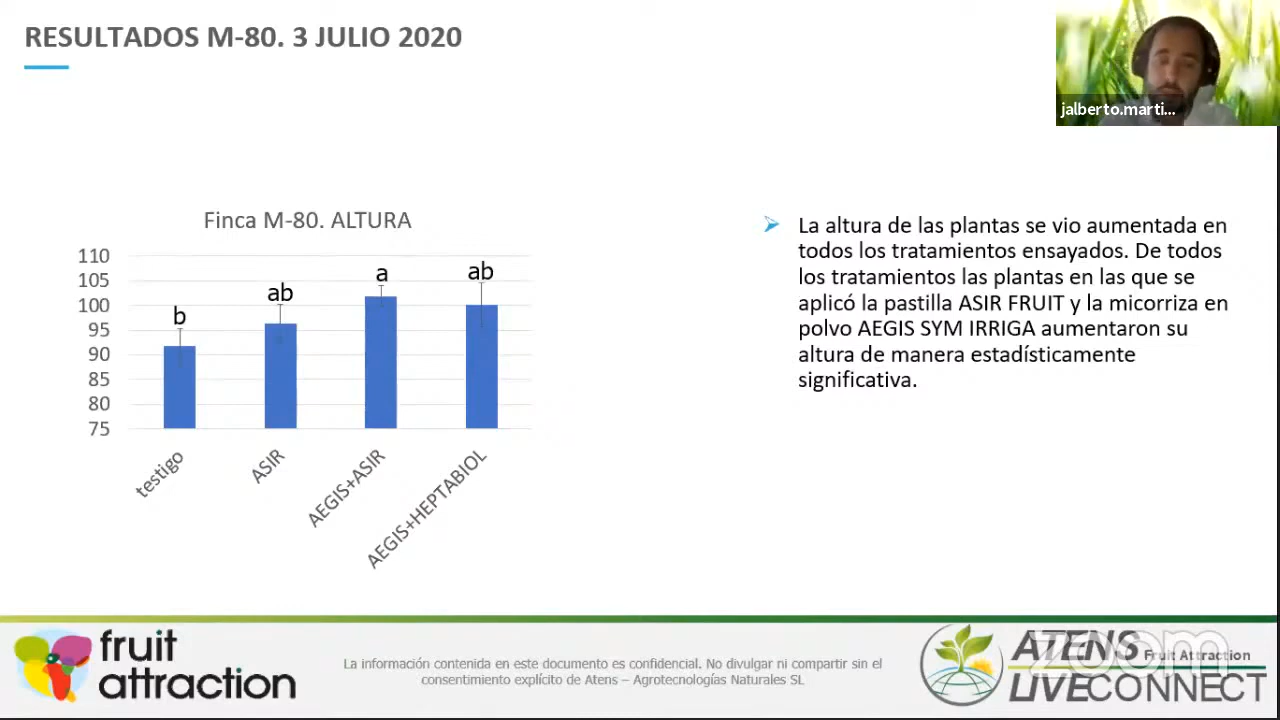 RESULTADOS M-80. 3 JULIO 2020
jalberto.marti...
Finca M-80. ALTURA
110
105
100
95
90
85
80
75
b
ab
a
ab
testigo
ASIR
AEGIS+ASIR
AEGIS+HEPTABIOL
La altura de las plantas se vio aumentada en
todos los tratamientos ensayados. De todos
los tratamientos las plantas en las que se
aplicó la pastilla ASIR FRUIT y la micorriza en
polvo AEGIS SYM IRRIGA aumentaron su
altura de manera estadísticamente
significativa.
fruit
attraction
La información contenida en este documento es confidencial. No divulgar ni compartir sin el
consentimiento explícito de Atens – Agrotecnologías Naturales SL
ATENS Fruit Attraction
zoom
LIVECONNECT